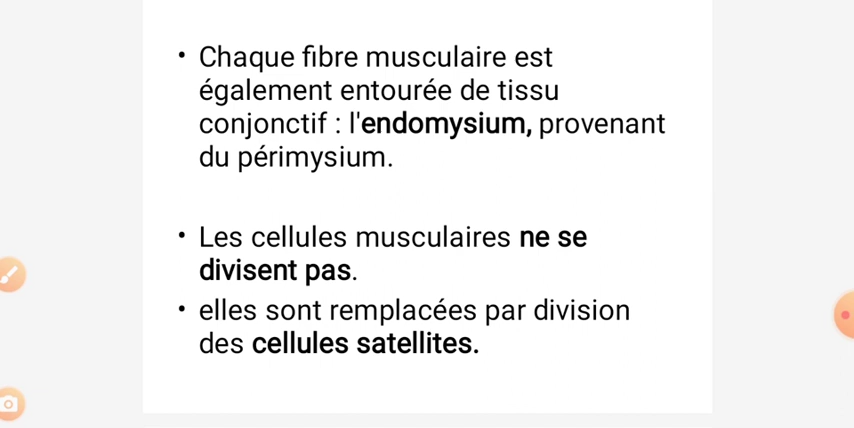 • Chaque fibre musculaire est
également entourée de tissu
conjonctif : l'endomysium, provenant
du périmysium.
• Les cellules musculaires ne se
divisent pas.
• elles sont remplacées par division
des cellules satellites.